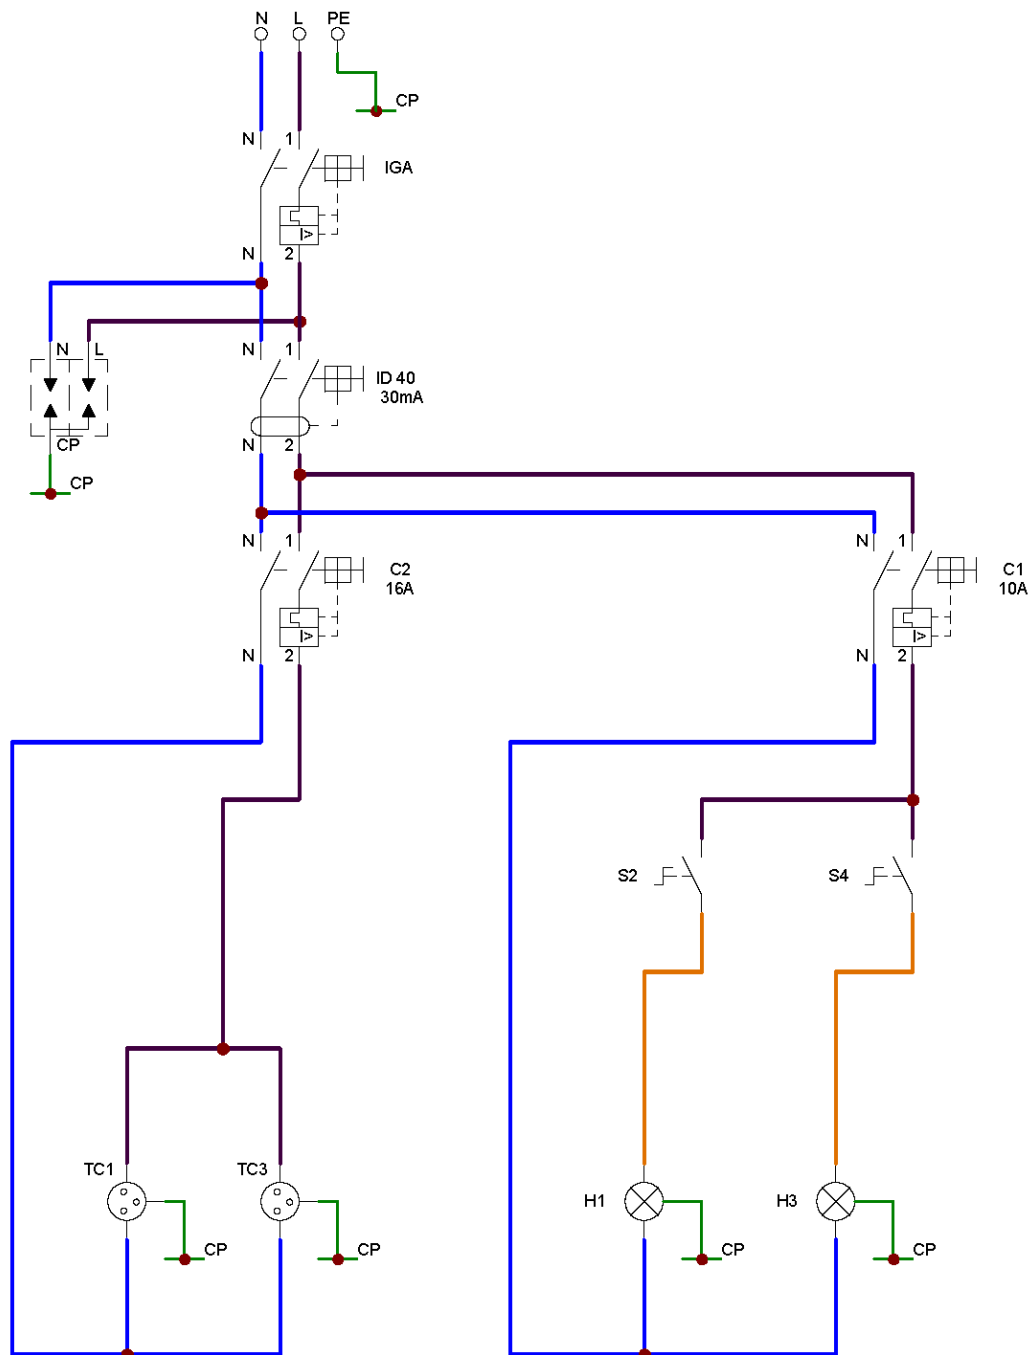 N L PE
CP
N 1
IGA
N 2
N L
N 1
ID 40
30mA
CP
N 2
CP
N 1
C2
16A
N 2
N 1
C1
10A
N 2
S2
S4
TC1
TC3
H1
H3
CP
CP
CP
CP
I>
I>
I>